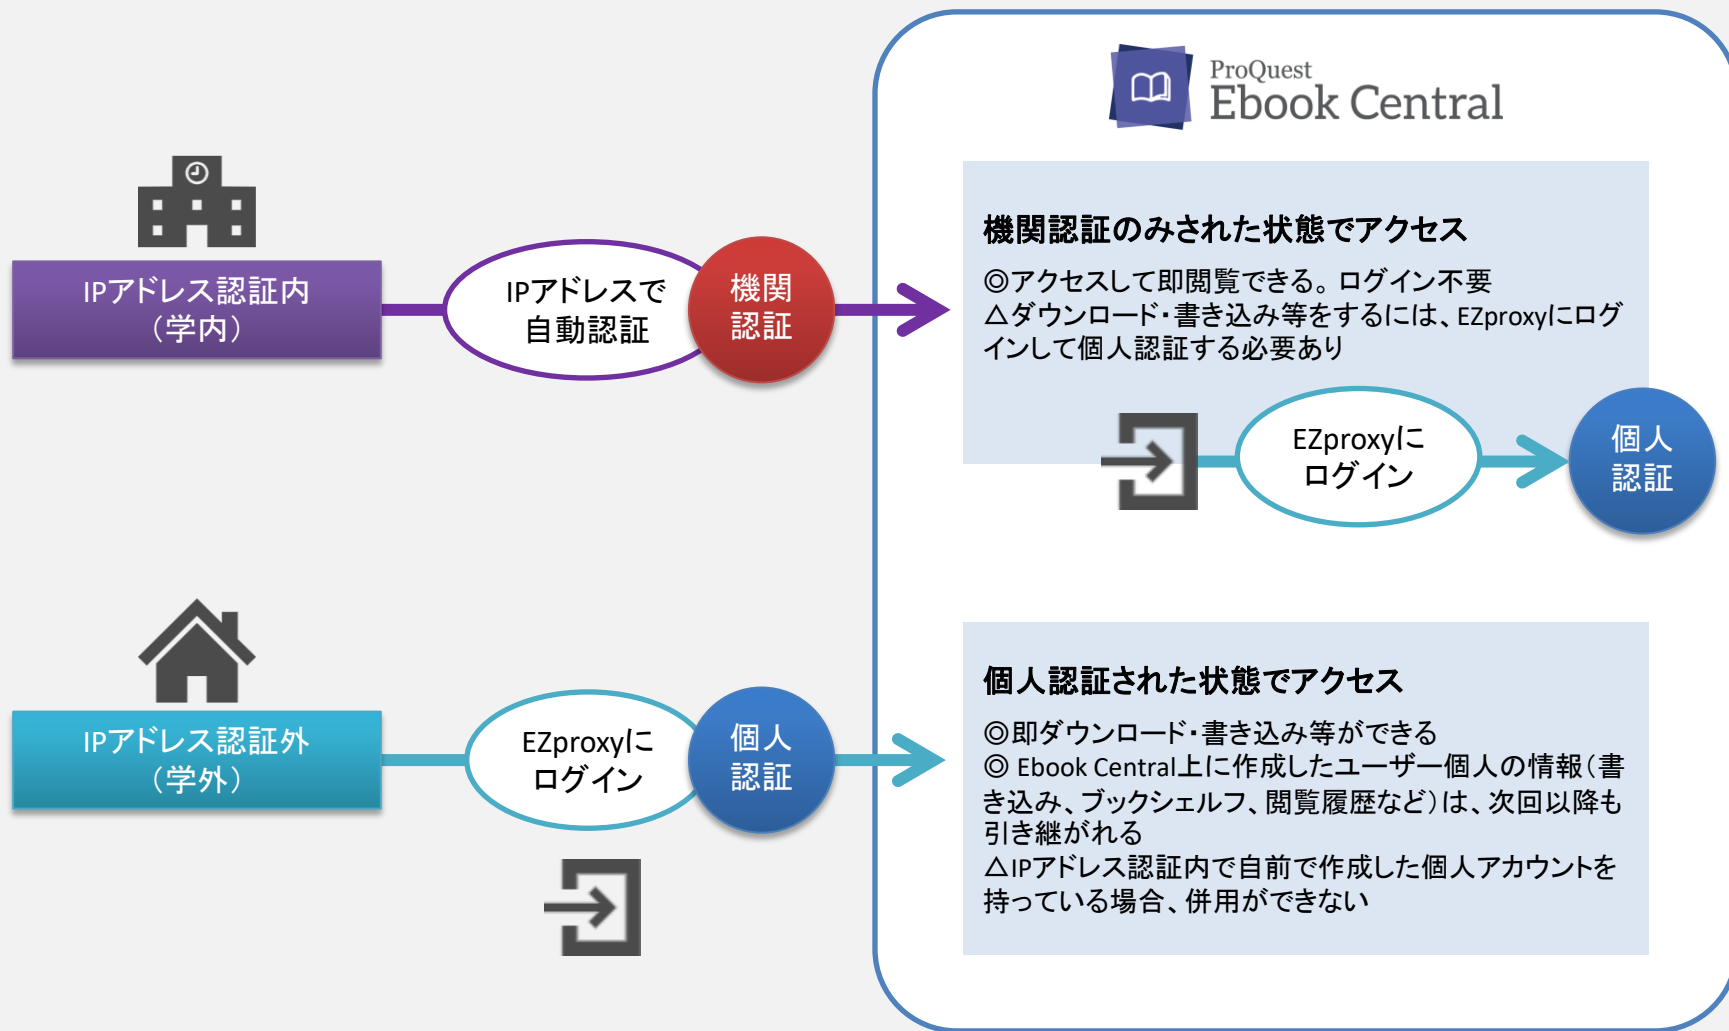 ProQuest
Ebook Central
IPアドレス認証内
（学内）
IPアドレスで
自動認証
機関
認証
機関認証のみされた状態でアクセス
◎アクセスして即閲覧できる。ログイン不要
△ダウンロード・書き込み等をするには、EZproxyにログ
インして個人認証する必要あり
EZproxyに
ログイン
個人
認証
IPアドレス認証外
（学外）
EZproxyに
ログイン
個人
認証
個人認証された状態でアクセス
◎即ダウンロード・書き込み等ができる
◎ Ebook Central上に作成したユーザー個人の情報（書
き込み、ブックシェルフ、閲覧履歴など）は、次回以降も
引き継がれる
△IPアドレス認証内で自前で作成した個人アカウントを
持っている場合、併用ができない